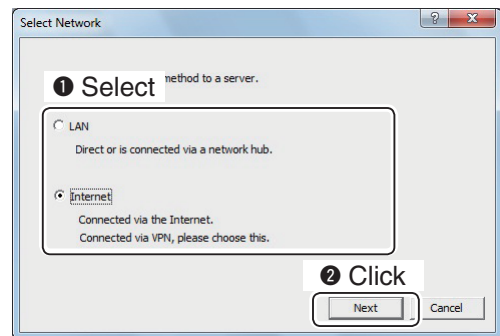 Select Network
❶ Select
method to a server.
LAN
Direct or is connected via a network hub.
Internet
Connected via the Internet.
Connected via VPN, please choose this.
❷ Click
Next
Cancel